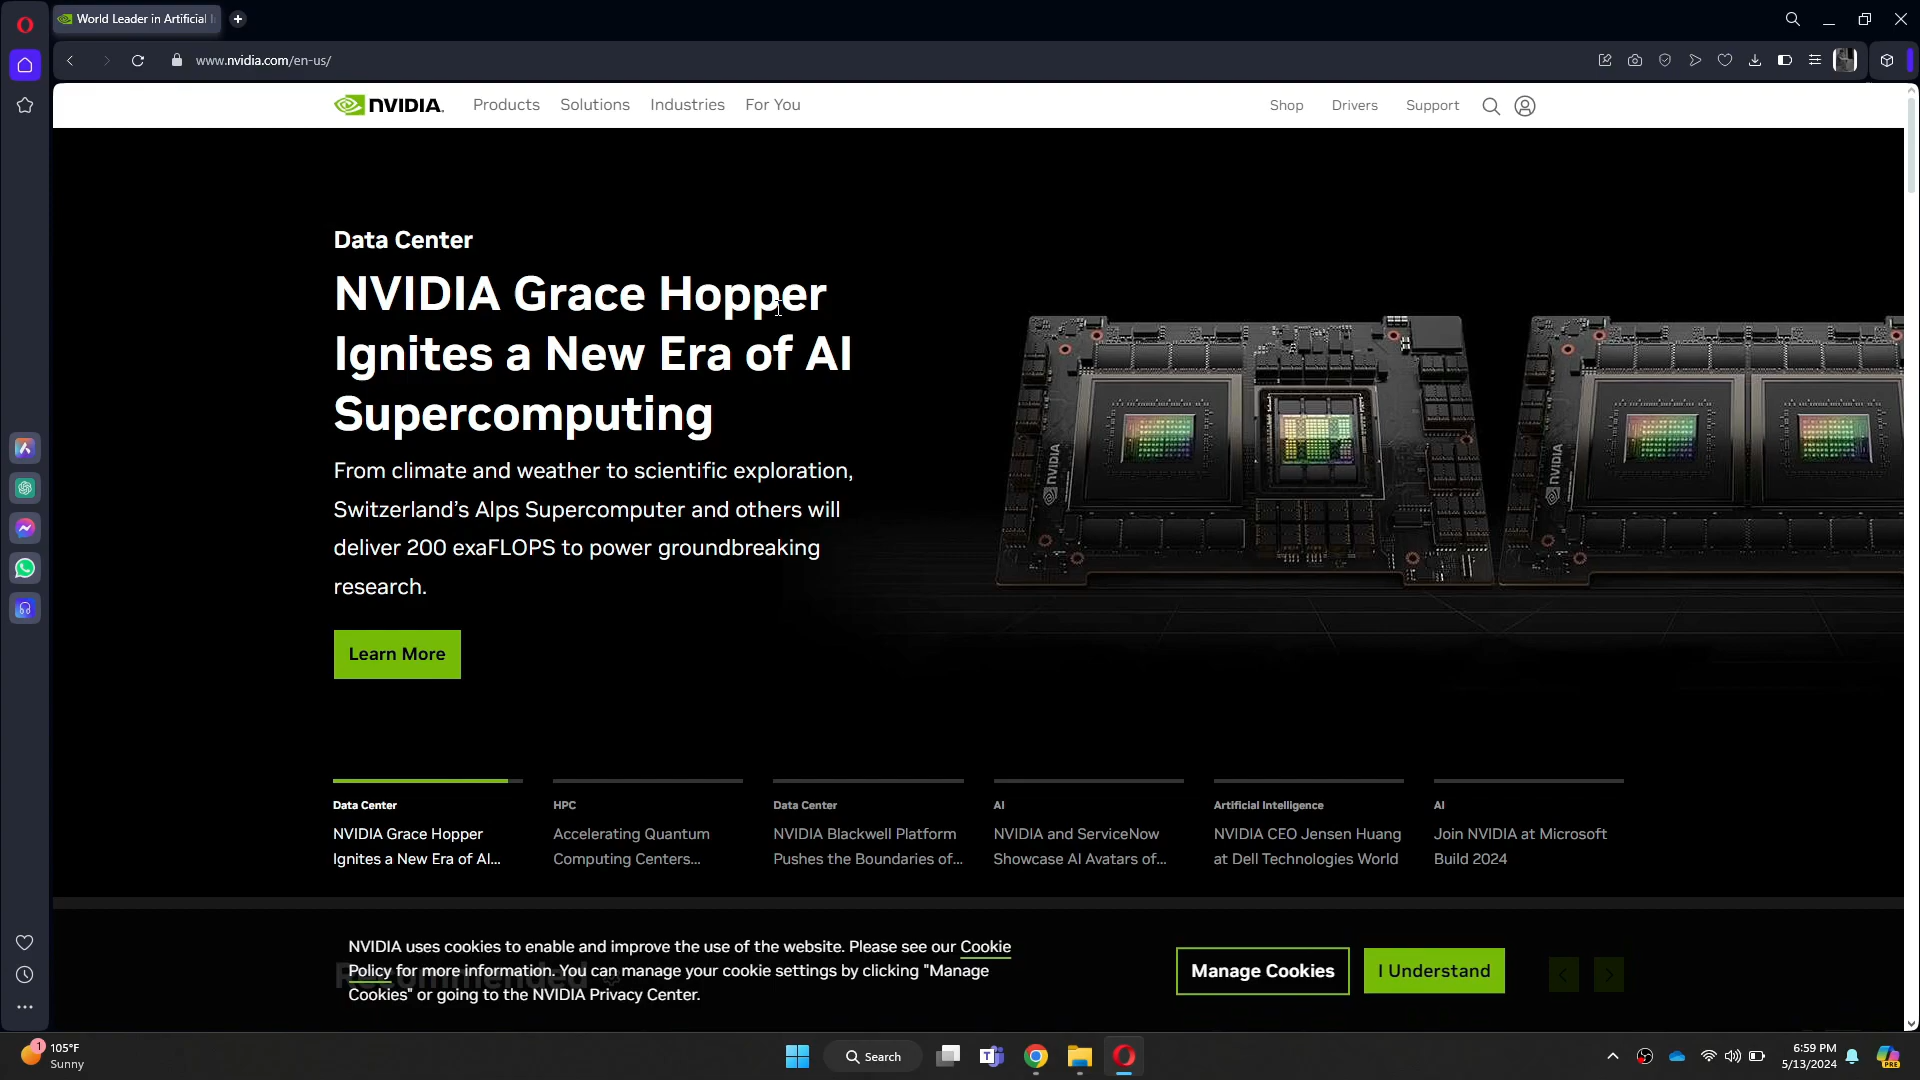 World Leader in Artificial I
www.nvidia.com/en-us/
NVIDIA.
Products
Solutions
Industries
For You
Shop
Drivers
Support
Data Center
NVIDIA Grace Hopper
Ignites a New Era of AI
Supercomputing
From climate and weather to scientific exploration,
Switzerland's Alps Supercomputer and others will
deliver 200 exaFLOPS to power groundbreaking
research.
Learn More
NVIDIA
NVIDIA
Data Center
NVIDIA Grace Hopper
Ignites a New Era of AI...
HPC
Accelerating Quantum
Computing Centers...
Data Center
NVIDIA Blackwell Platform
Pushes the Boundaries of...
AI
NVIDIA and ServiceNow
Showcase AI Avatars of...
Artificial Intelligence
NVIDIA CEO Jensen Huang
at Dell Technologies World
AI
Join NVIDIA at Microsoft
Build 2024
Recommended
NVIDIA uses cookies to enable and improve the use of the website. Please see our Cookie
Policy for more information. You can manage your cookie settings by clicking "Manage
Cookies" or going to the NVIDIA Privacy Center.
Manage Cookies
I Understand
1
105°F
Sunny
Search
6:59 PM
5/13/2024
PRE